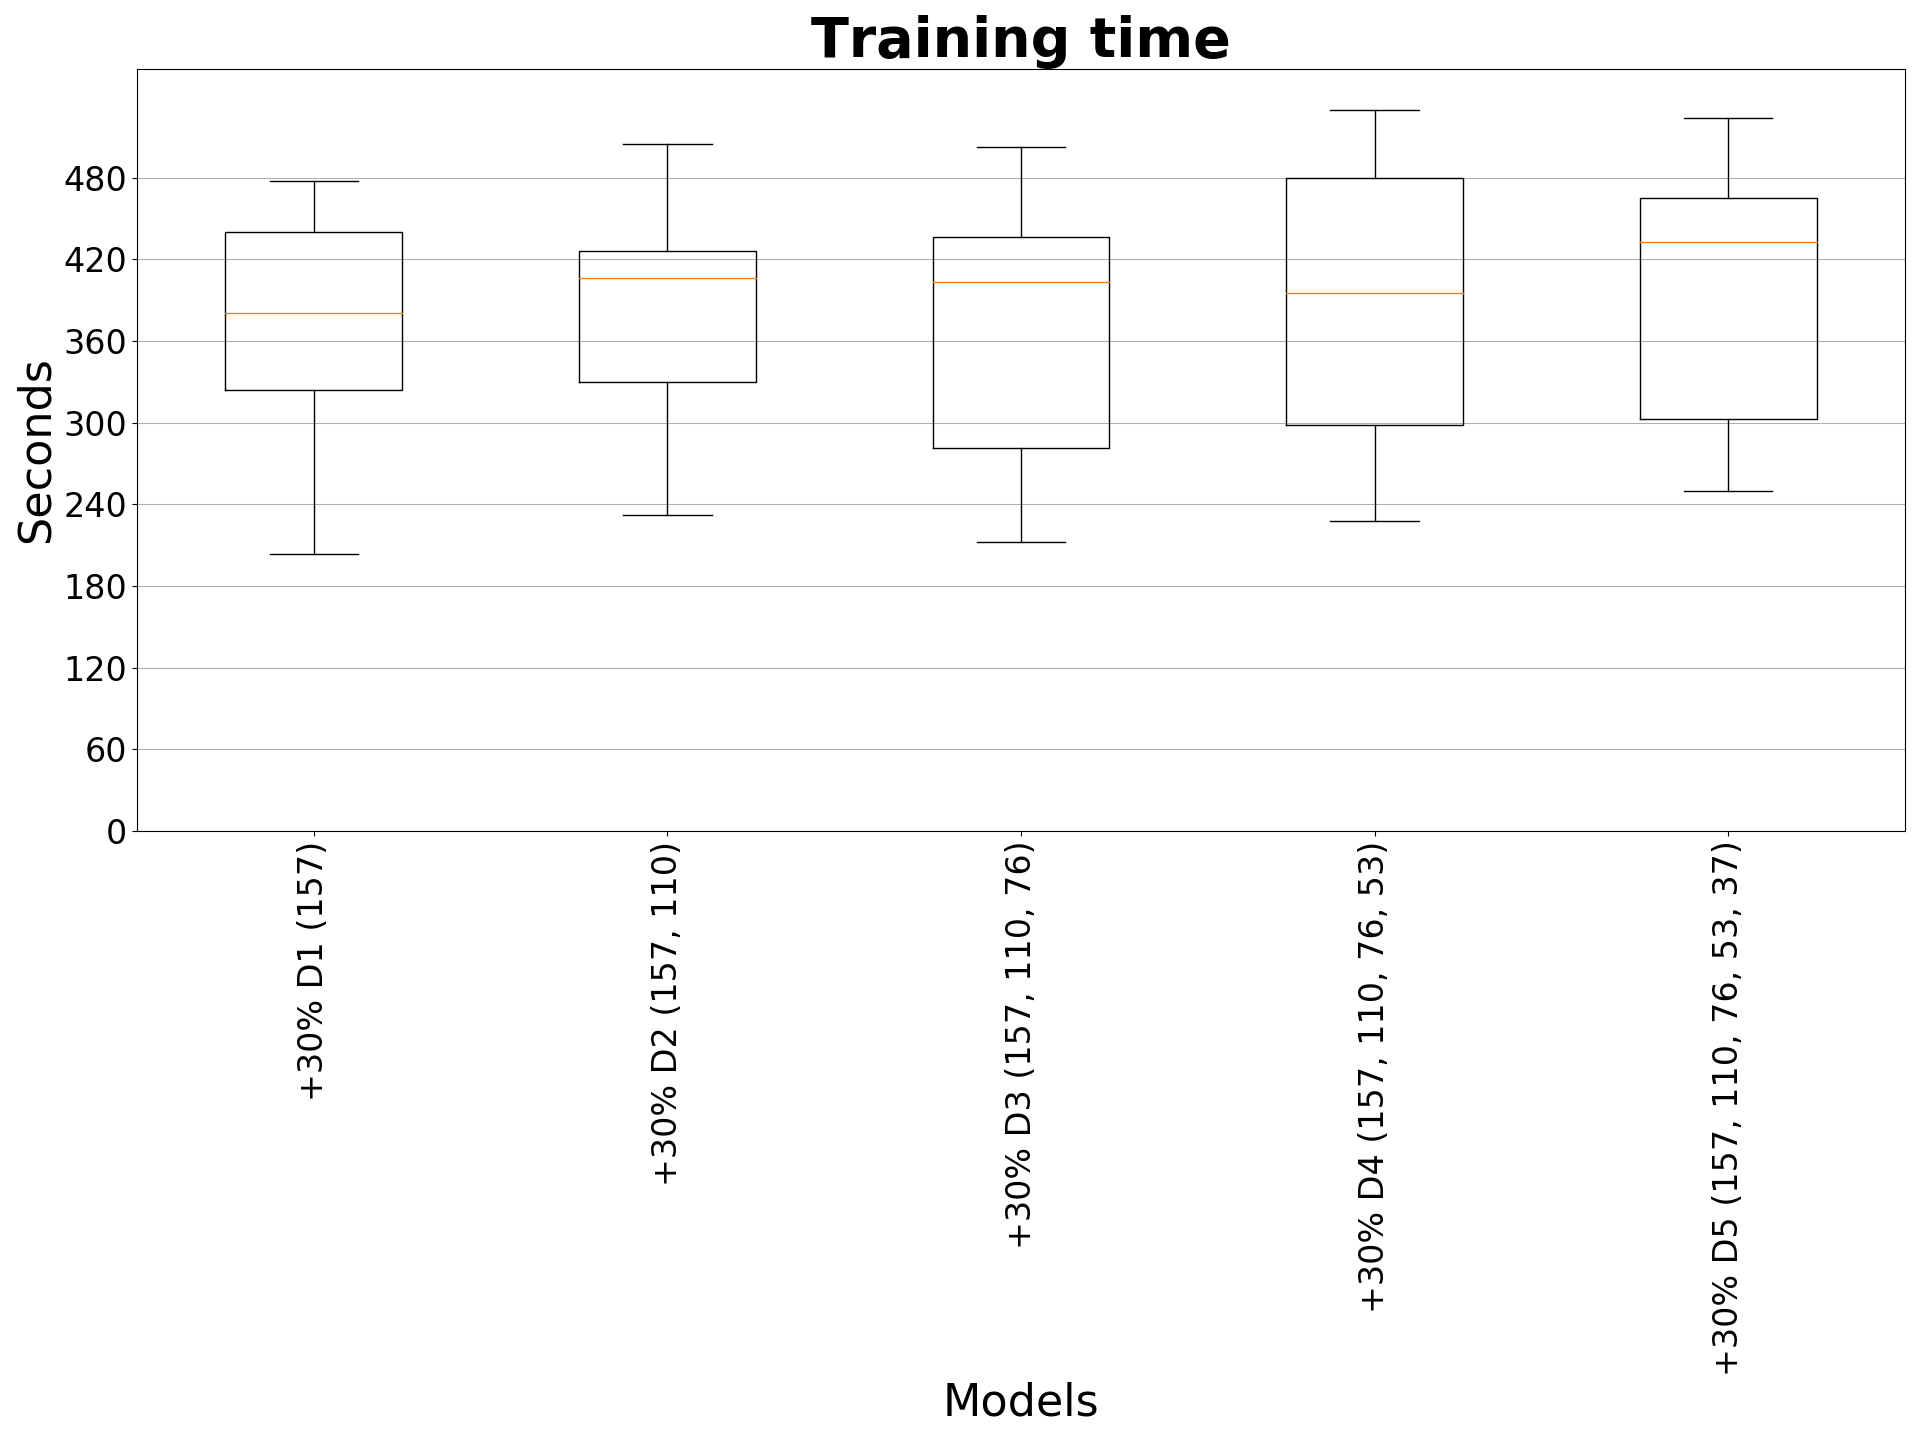 Training time
Seconds
480
420
360
300
240
180
120
60
0
+30% D1 (157)
+30% D2 (157, 110)
+30% D3 (157, 110, 76)
+30% D4 (157, 110, 76, 53)
+30% D5 (157, 110, 76, 53, 37)
Models